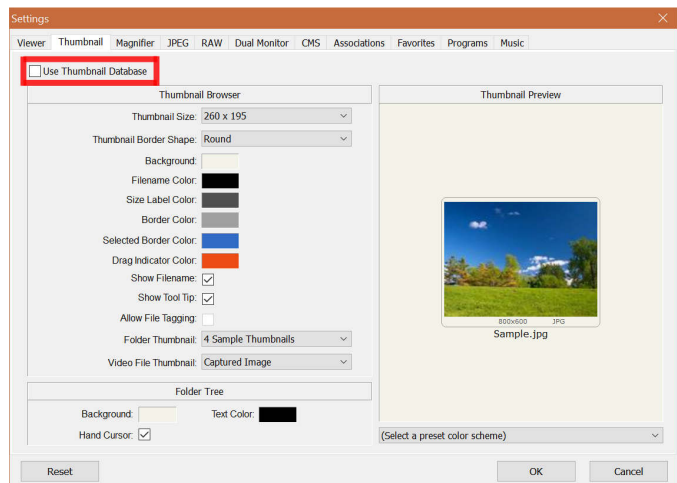 Settings
Viewer Thumbnail Magnifier JPEG RAW Dual Monitor CMS Associations Favorites Programs Music
Use Thumbnail Database
Thumbnail Browser
Thumbnail Size: 260 x 195
Thumbnail Border Shape: Round
Background:
Filename Color:
Size Label Color:
Border Color:
Selected Border Color:
Drag Indicator Color:
Show Filename:
Show Tool Tip:
Allow File Tagging:
Folder Thumbnail: 4 Sample Thumbnails
Video File Thumbnail: Captured Image
Folder Tree
Background: Text Color:
Hand Cursor:
Thumbnail Preview
800x600 JPG
Sample.jpg
(Select a preset color scheme)
Reset OK Cancel